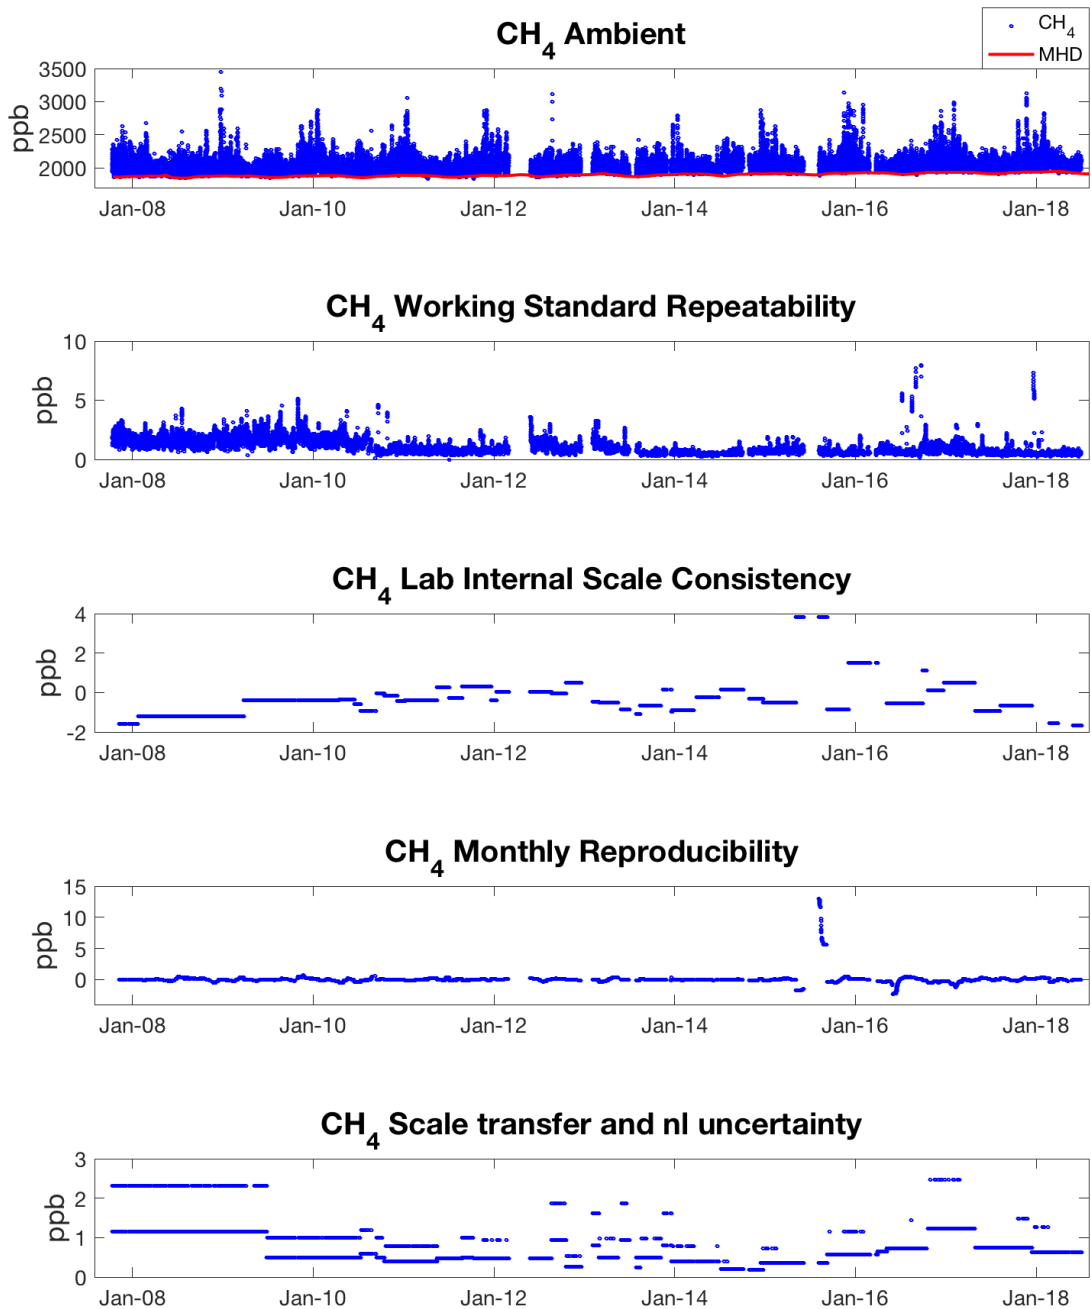 CH4 Ambient
CH4
MHD
3500
3000
2500
2000
ppb
Jan-08 Jan-10 Jan-12 Jan-14 Jan-16 Jan-18
CH4 Working Standard Repeatability
10
5
0
ppb
Jan-08 Jan-10 Jan-12 Jan-14 Jan-16 Jan-18
CH4 Lab Internal Scale Consistency
4
2
0
-2
ppb
Jan-08 Jan-10 Jan-12 Jan-14 Jan-16 Jan-18
CH4 Monthly Reproducibility
15
10
5
0
ppb
Jan-08 Jan-10 Jan-12 Jan-14 Jan-16 Jan-18
CH4 Scale transfer and nl uncertainty
3
2
1
0
ppb
Jan-08 Jan-10 Jan-12 Jan-14 Jan-16 Jan-18